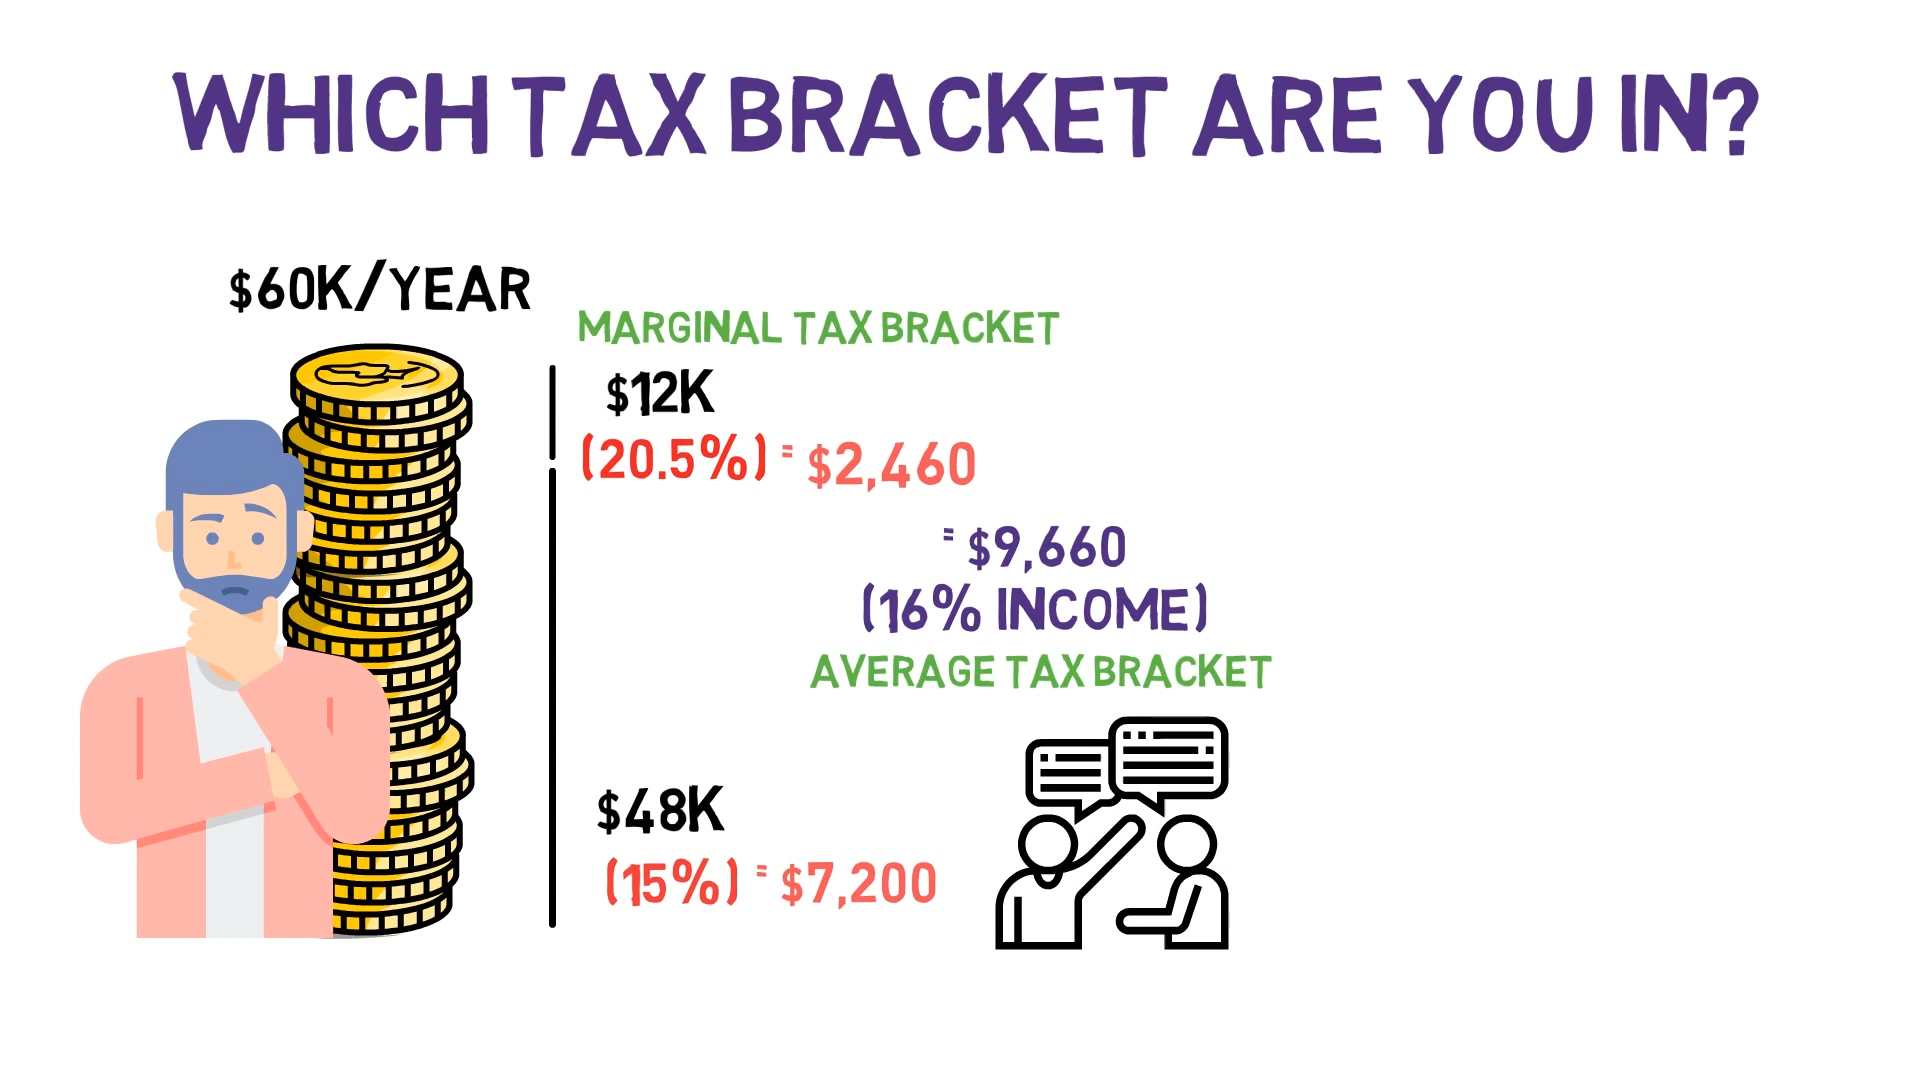 WHICH TAX BRACKET ARE YOU IN?
$60K/YEAR
MARGINAL TAX BRACKET
$12K
(20.5%) = $2,460
= $9,660
(16% INCOME)
AVERAGE TAX BRACKET
$48K
(15%) = $7,200